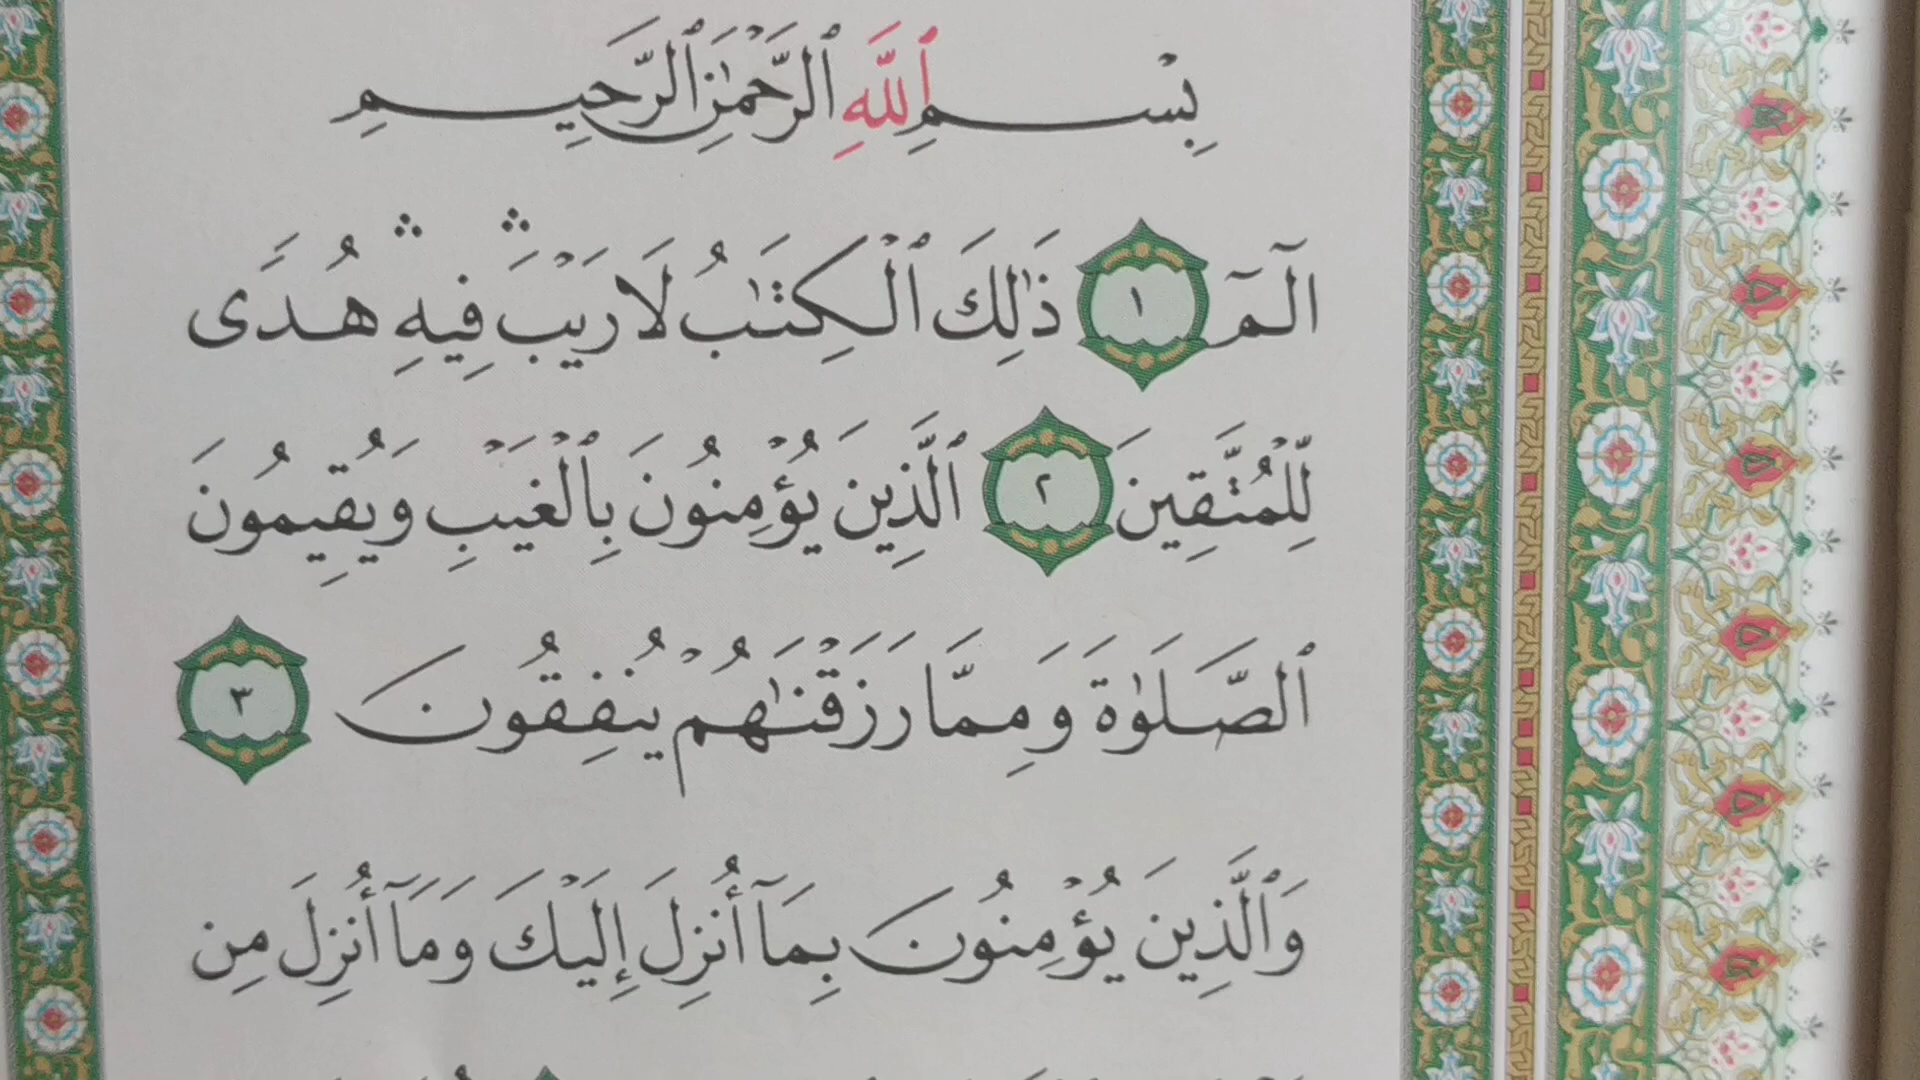 بِسْمِ ٱللَّهِ ٱلرَّحْمَٰنِ ٱلرَّحِيمِ
الٓمٓ ١ ذَٰلِكَ ٱلْكِتَٰبُ لَا رَيْبَ ۛ فِيهِ ۛ هُدًى
لِّلْمُتَّقِينَ ٢ ٱلَّذِينَ يُؤْمِنُونَ بِٱلْغَيْبِ وَيُقِيمُونَ
ٱلصَّلَوٰةَ وَمِمَّا رَزَقْنَٰهُمْ يُنفِقُونَ ٣
وَٱلَّذِينَ يُؤْمِنُونَ بِمَآ أُنزِلَ إِلَيْكَ وَمَآ أُنزِلَ مِن